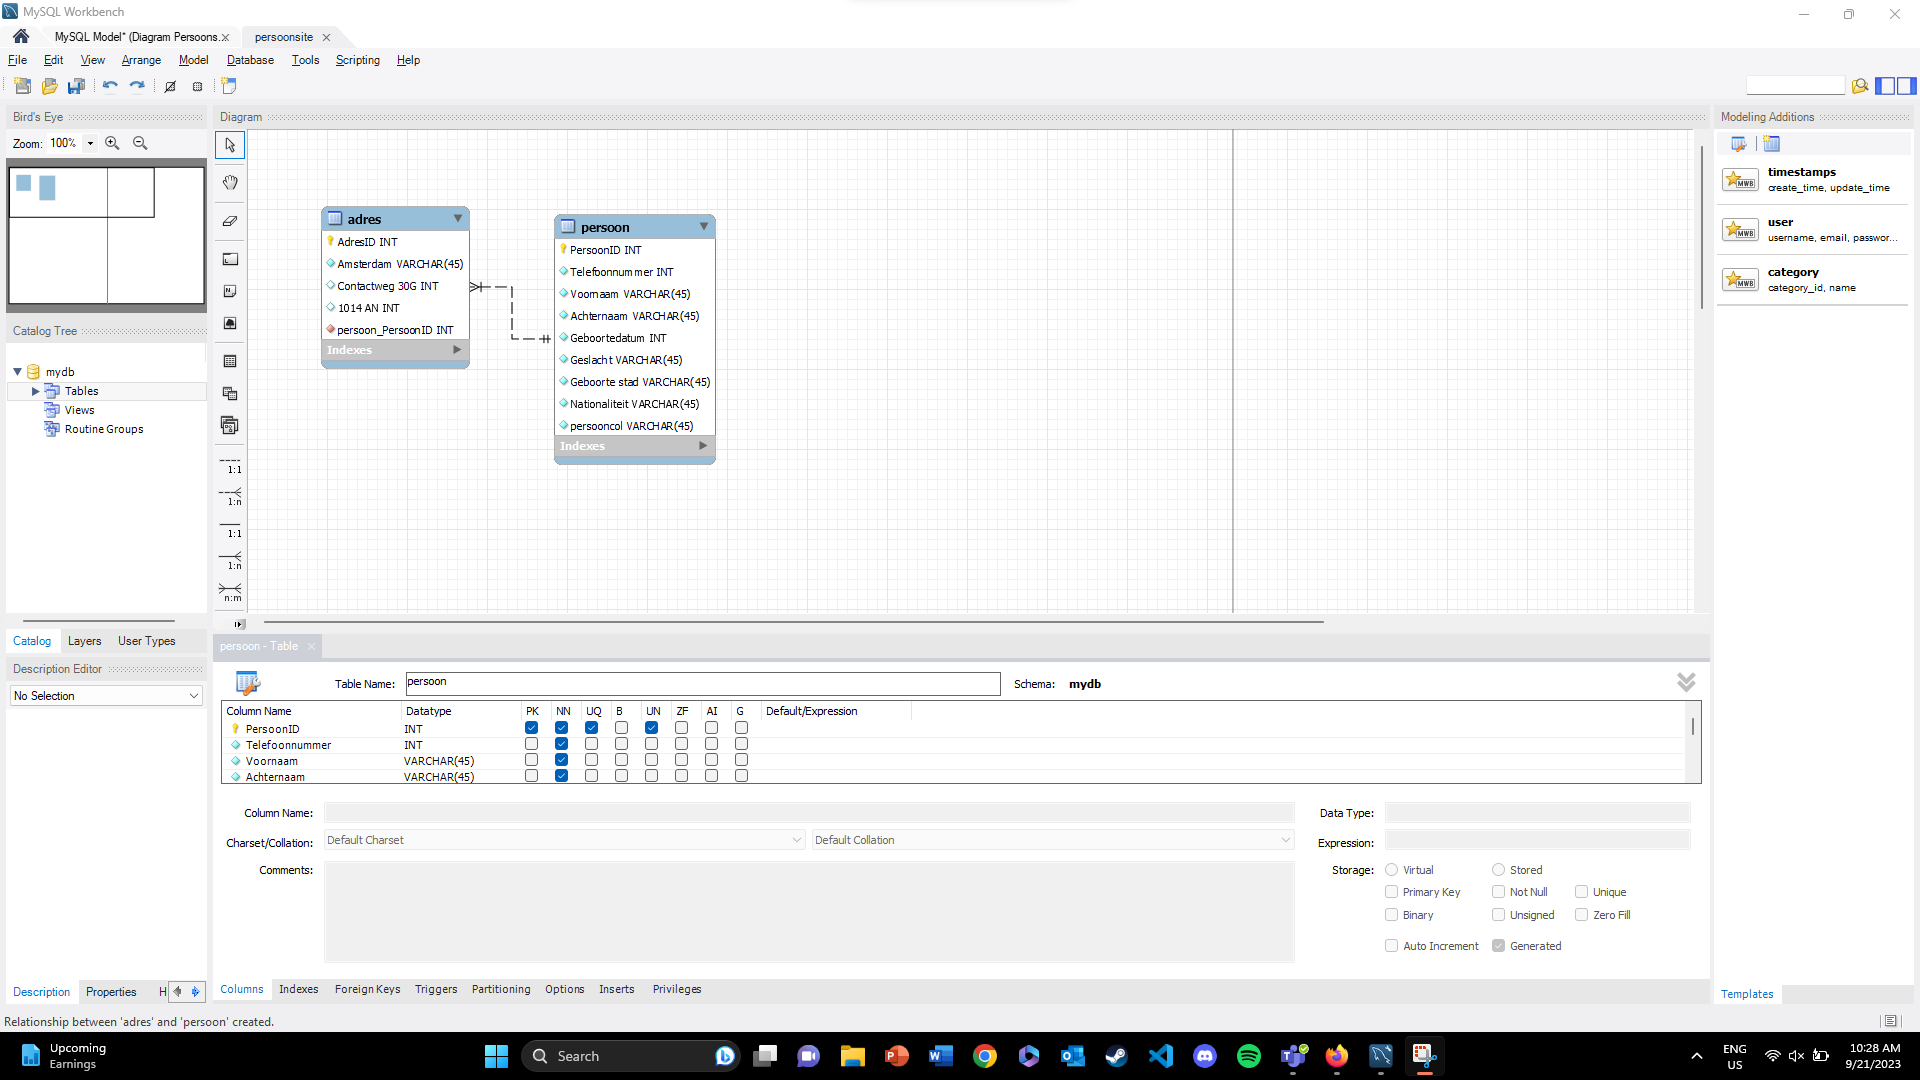 MySQL Workbench
MySQL Model* (Diagram Persoons. x
persoonsite
File Edit View Arrange Model Database Tools Scripting Help
Bird's Eye
Zoom: 100%
Catalog Tree
mydb
Tables
Views
Routine Groups
Catalog Layers User Types
Description Editor
No Selection
Description Properties H
Diagram
1:1
1:n
1:1
1:n
n:m
adres
AdresID INT
Amsterdam VARCHAR(45)
Contactweg 30G INT
1014 AN INT
persoon_PersoonID INT
Indexes
persoon
PersoonID INT
Telefoonnummer INT
Voornaam VARCHAR(45)
Achternaam VARCHAR(45)
Geboortedatum INT
Geslacht VARCHAR(45)
Geboorte stad VARCHAR(45)
Nationaliteit VARCHAR(45)
persooncol VARCHAR(45)
Indexes
Modeling Additions
MWB
timestamps
create_time, update_time
MWB
user
username, email, passwor...
MWB
category
category_id, name
Templates
persoon - Table
Table Name: persoon
Schema: mydb
Column Name Datatype PK NN UQ B UN ZF AI G Default/Expression
PersoonID INT
Telefoonnummer INT
Voornaam VARCHAR(45)
Achternaam VARCHAR(45)
Column Name:
Data Type:
Charset/Collation: Default Charset Default Collation
Expression:
Comments:
Storage: Virtual Stored
Primary Key Not Null Unique
Binary Unsigned Zero Fill
Auto Increment Generated
Columns Indexes Foreign Keys Triggers Partitioning Options Inserts Privileges
Relationship between 'adres' and 'persoon' created.
Upcoming
Earnings
Search
ENG
US
10:28 AM
9/21/2023